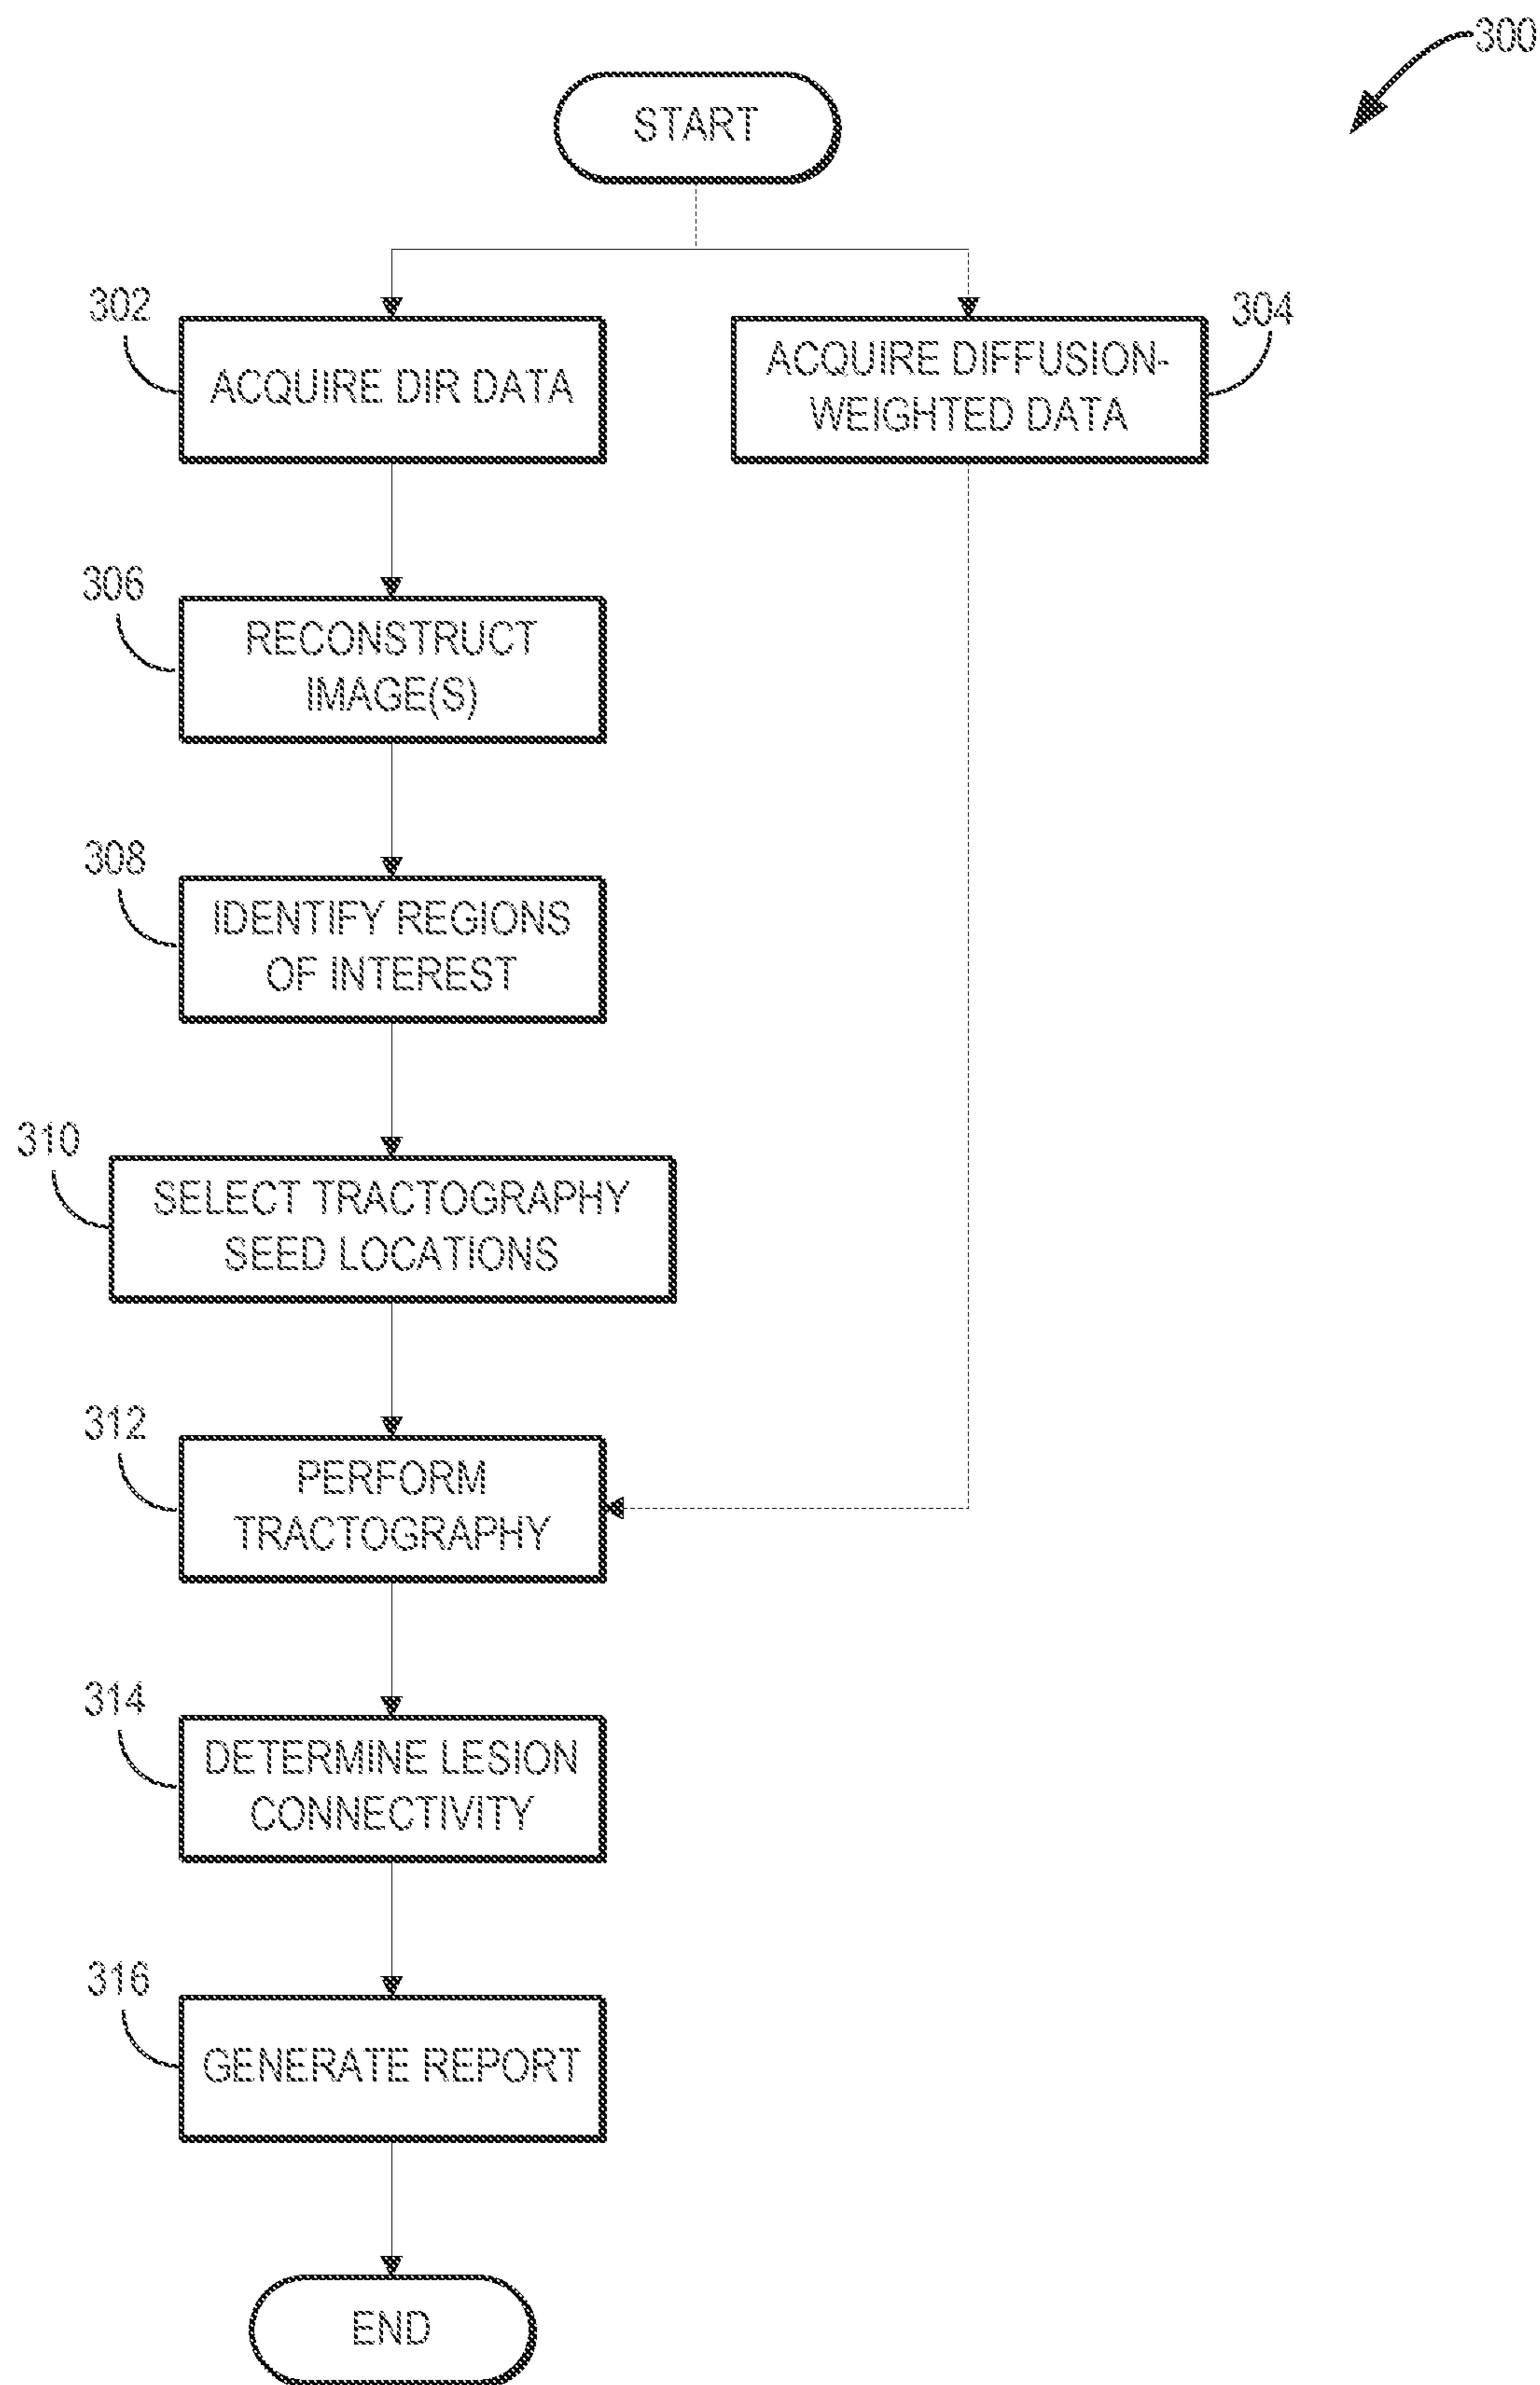 300
START
302
ACQUIRE DIR DATA
304
ACQUIRE DIFFUSION-
WEIGHTED DATA
306
RECONSTRUCT
IMAGE(S)
308
IDENTIFY REGIONS
OF INTEREST
310
SELECT TRACTOGRAPHY
SEED LOCATIONS
312
PERFORM
TRACTOGRAPHY
314
DETERMINE LESION
CONNECTIVITY
316
GENERATE REPORT
END